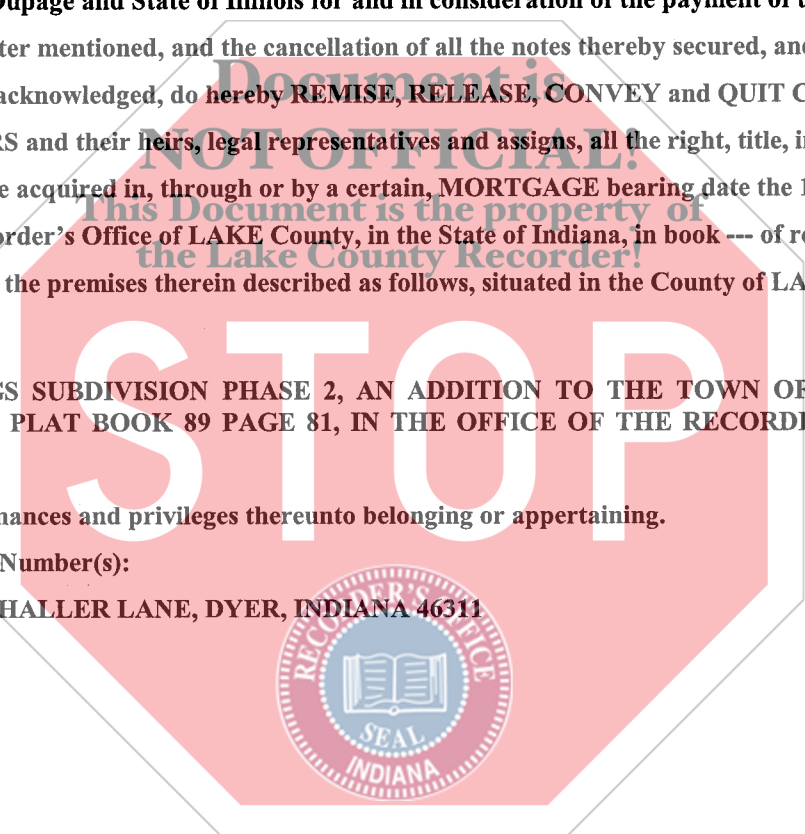 Dupage and State of Illinois for and in consideration of the payment of
ter mentioned, and the cancellation of all the notes thereby secured, and
acknowledged, do hereby REMISE, RELEASE, CONVEY and QUIT C
RS and their heirs, legal representatives and assigns, all the right, title, i
e acquired in, through or by a certain, MORTGAGE bearing date the 1
order's Office of LAKE County, in the State of Indiana, in book --- of re
the premises therein described as follows, situated in the County of LA
Document is
NOT OFFICIAL!
This Document is the property of
the Lake County Recorder!
STOP
GS SUBDIVISION PHASE 2, AN ADDITION TO THE TOWN OF
PLAT BOOK 89 PAGE 81, IN THE OFFICE OF THE RECORD
nances and privileges thereunto belonging or appertaining.
Number(s):
HALLER LANE, DYER, INDIANA 46311
RECORDER'S OFFICE
SEAL
INDIANA